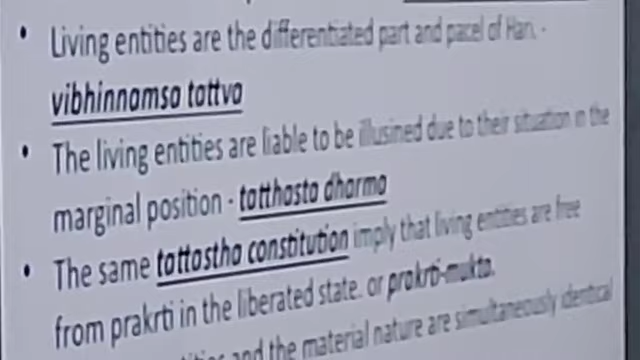 • Living entities are the differentiated part and pacel of Hari. -
vibhinnamsa tattva
• The living entities are liable to be illusined due to their situation in the
marginal position - tatthasta dharma
• The same tattastha constitution imply that living entities are free
from prakrti in the liberated state. or prakrti-mukta.
and the material nature are simultaneously identical